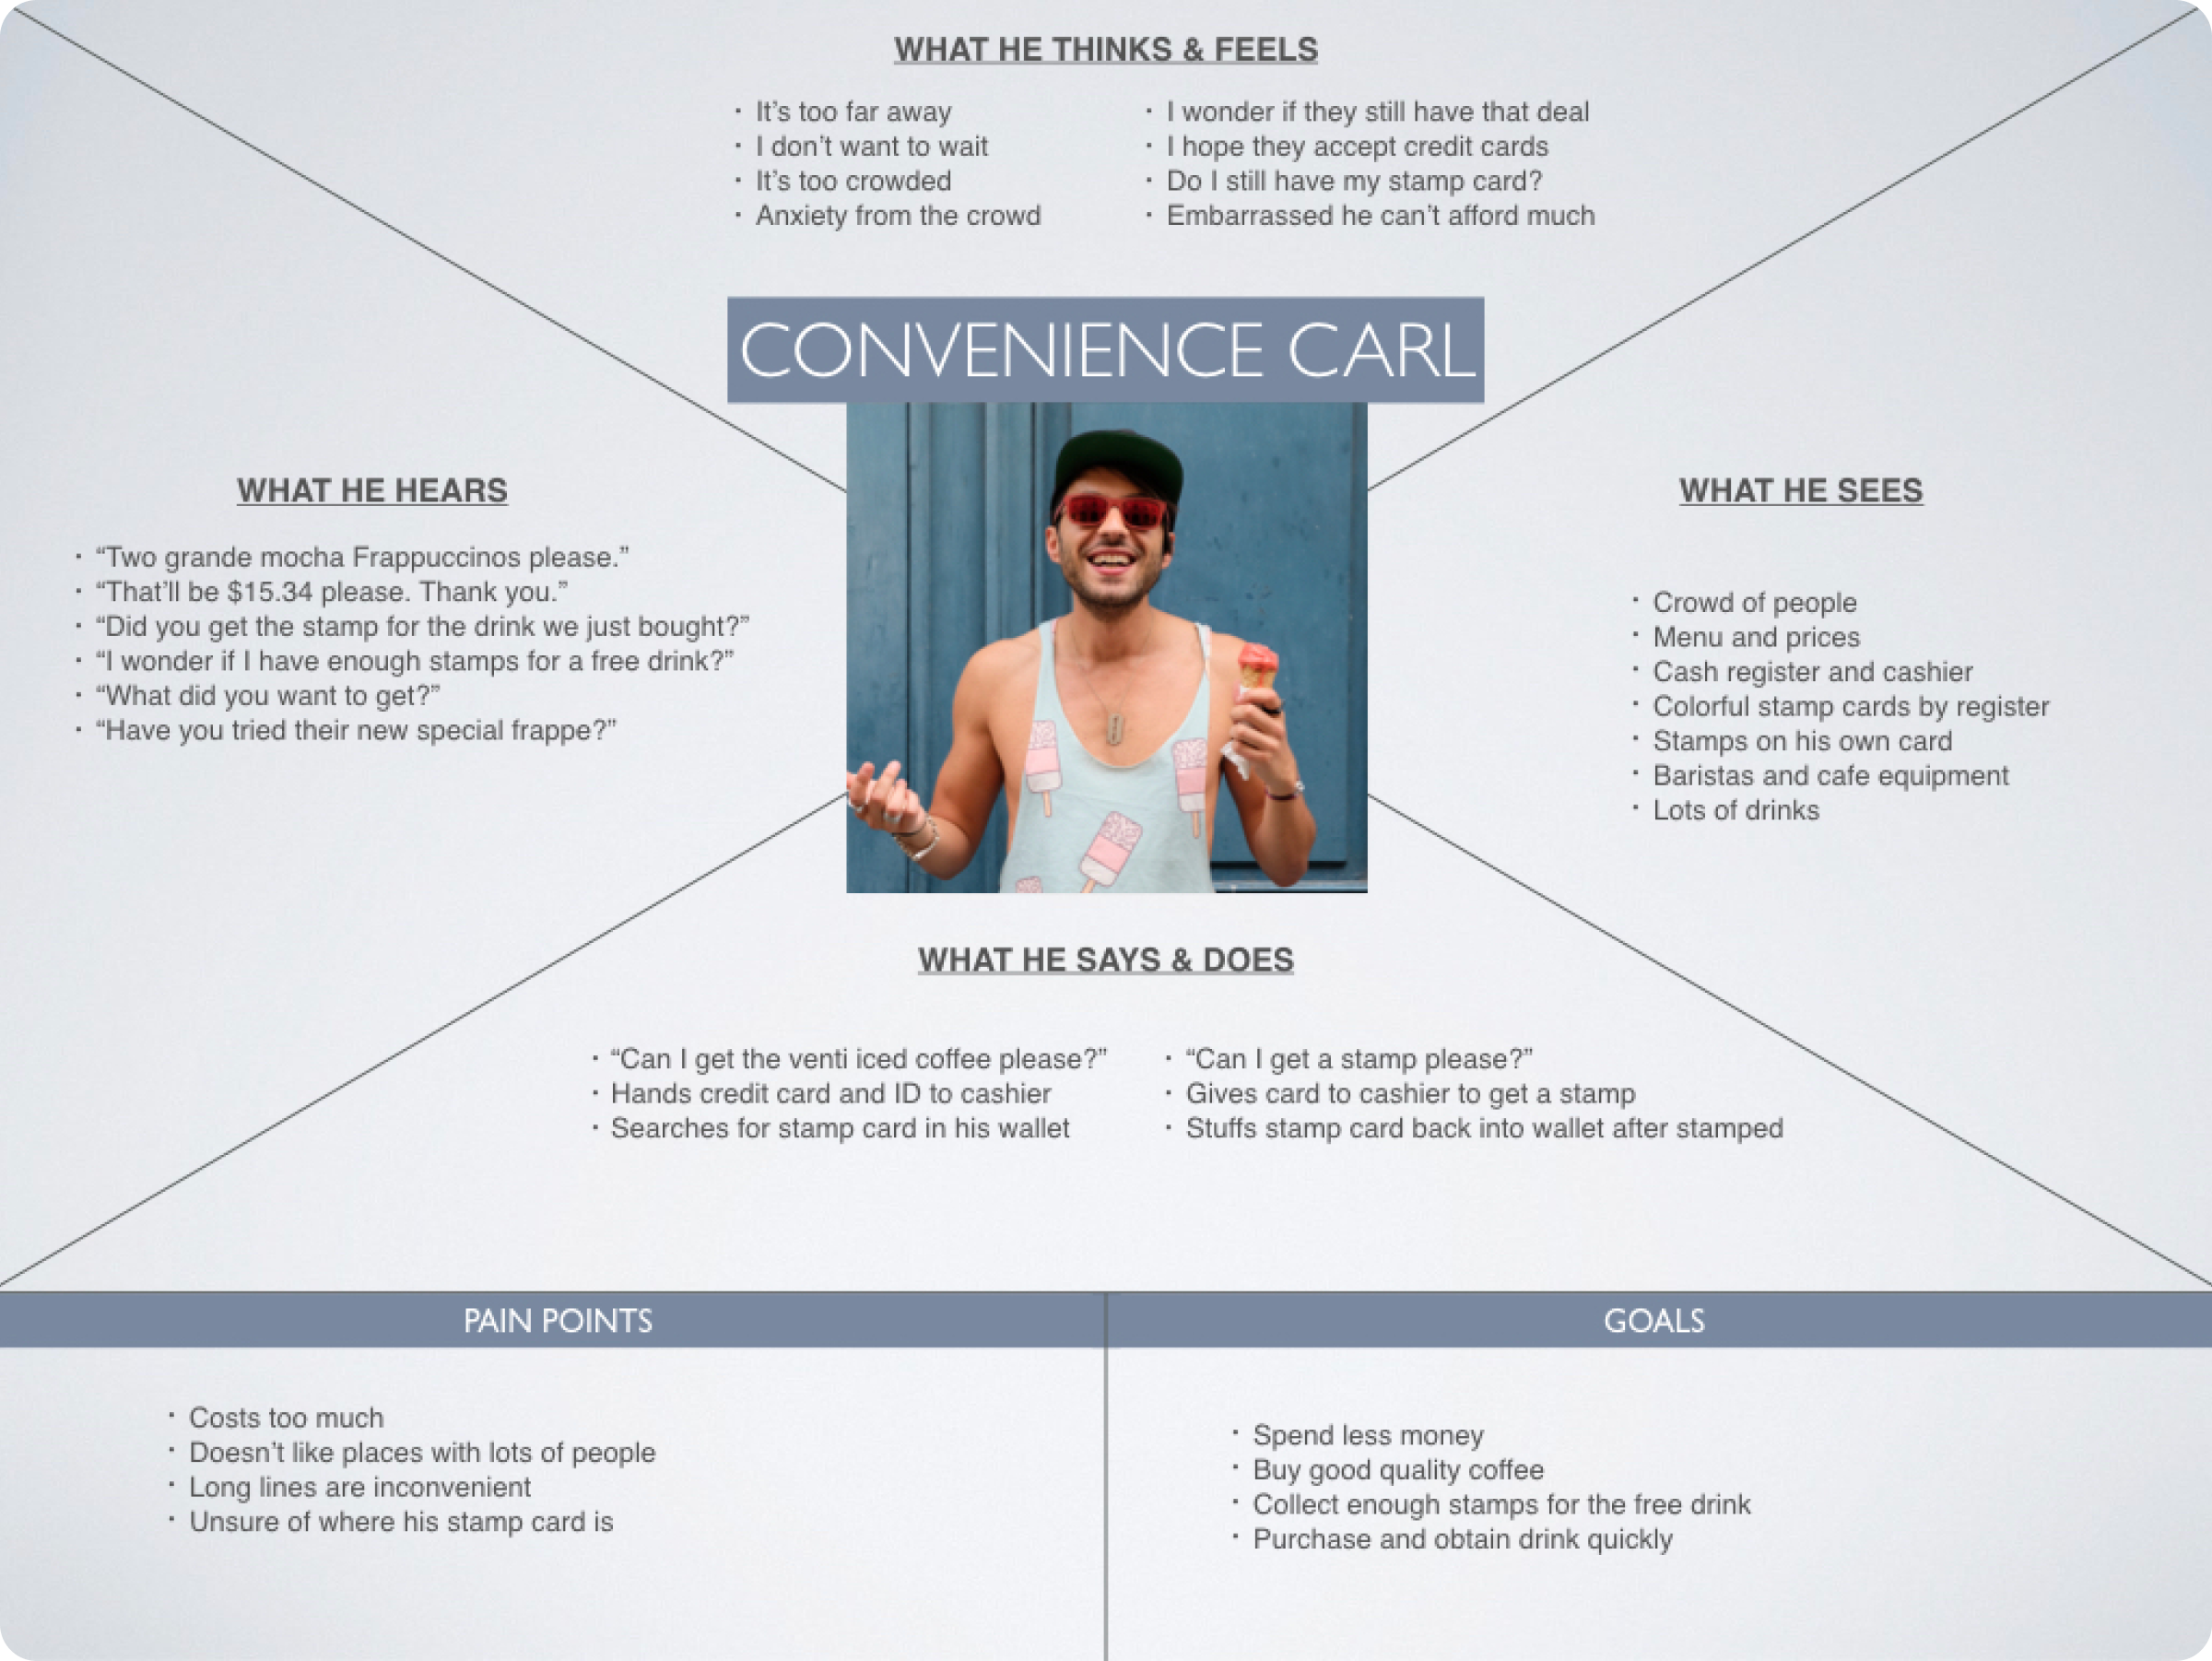 WHAT HE THINKS & FEELS
· It’s too far away
· I don’t want to wait
· It’s too crowded
· Anxiety from the crowd
· I wonder if they still have that deal
· I hope they accept credit cards
· Do I still have my stamp card?
· Embarrassed he can’t afford much
CONVENIENCE CARL
WHAT HE HEARS
· “Two grande mocha Frappuccinos please.”
· “That’ll be $15.34 please. Thank you.”
· “Did you get the stamp for the drink we just bought?”
· “I wonder if I have enough stamps for a free drink?”
· “What did you want to get?”
· “Have you tried their new special frappe?”
WHAT HE SEES
· Crowd of people
· Menu and prices
· Cash register and cashier
· Colorful stamp cards by register
· Stamps on his own card
· Baristas and cafe equipment
· Lots of drinks
WHAT HE SAYS & DOES
· “Can I get the venti iced coffee please?”
· Hands credit card and ID to cashier
· Searches for stamp card in his wallet
· “Can I get a stamp please?”
· Gives card to cashier to get a stamp
· Stuffs stamp card back into wallet after stamped
PAIN POINTS
· Costs too much
· Doesn’t like places with lots of people
· Long lines are inconvenient
· Unsure of where his stamp card is
GOALS
· Spend less money
· Buy good quality coffee
· Collect enough stamps for the free drink
· Purchase and obtain drink quickly